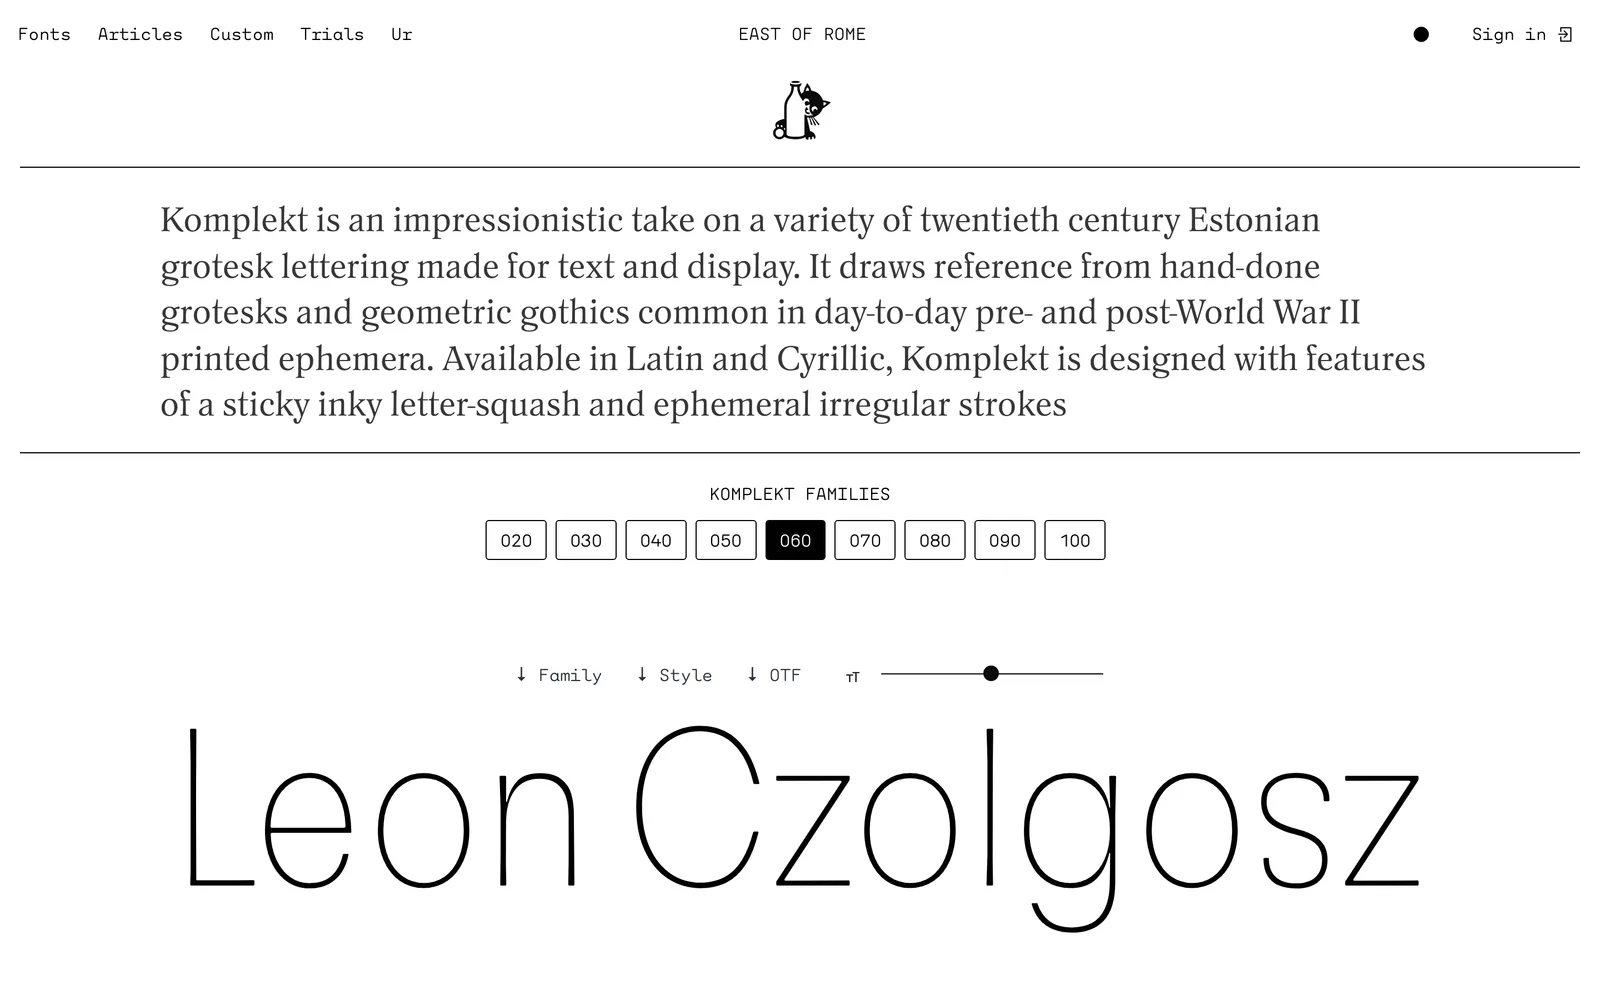 Fonts Articles Custom Trials Ur EAST OF ROME Sign in
Komplekt is an impressionistic take on a variety of twentieth century Estonian
grotesk lettering made for text and display. It draws reference from hand-done
grotesks and geometric gothics common in day-to-day pre- and post-World War II
printed ephemera. Available in Latin and Cyrillic, Komplekt is designed with features
of a sticky inky letter-squash and ephemeral irregular strokes
KOMPLEKT FAMILIES
020 030 040 050 060 070 080 090 100
↓ Family ↓ Style ↓ OTF TT
Leon Czolgosz